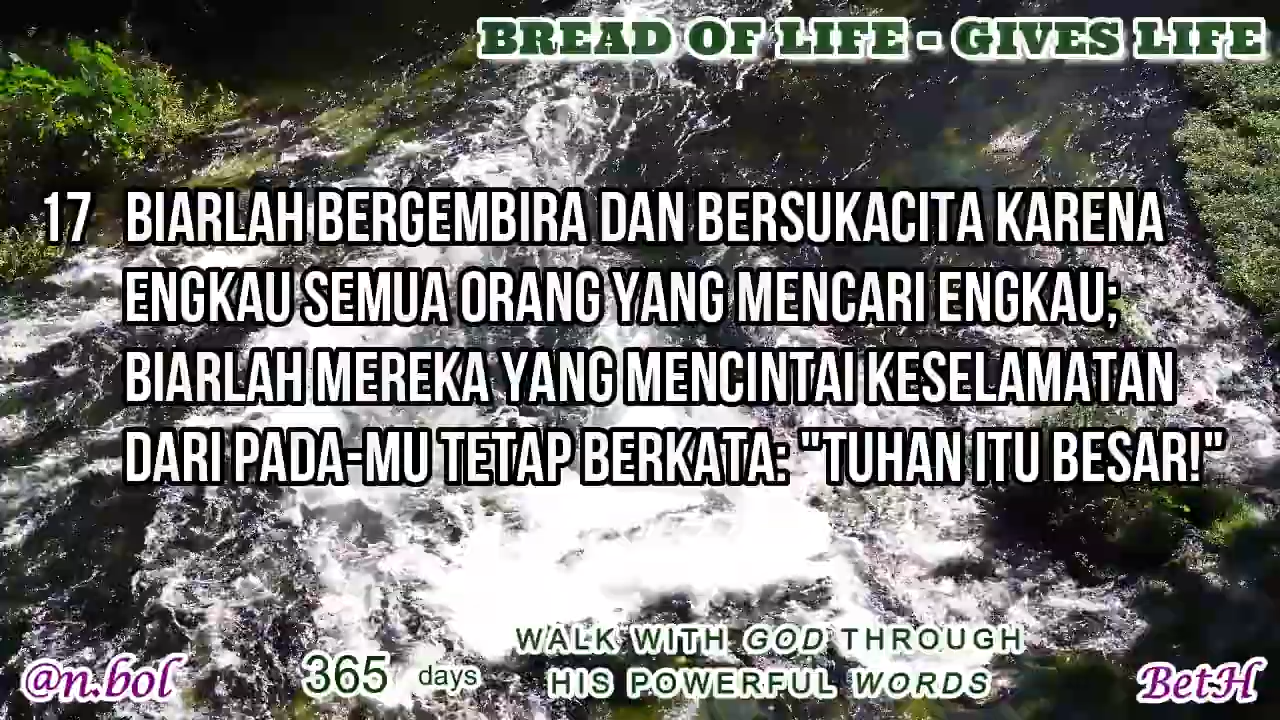 BREAD OF LIFE - GIVES LIFE
17 BIARLAH BERGEMBIRA DAN BERSUKACITA KARENA
ENGKAU SEMUA ORANG YANG MENCARI ENGKAU;
BIARLAH MEREKA YANG MENCINTAI KESELAMATAN
DARI PADA-MU TETAP BERKATA: "TUHAN ITU BESAR!"
WALK WITH GOD THROUGH
HIS POWERFUL WORDS
365 days
@n.bol
BetH